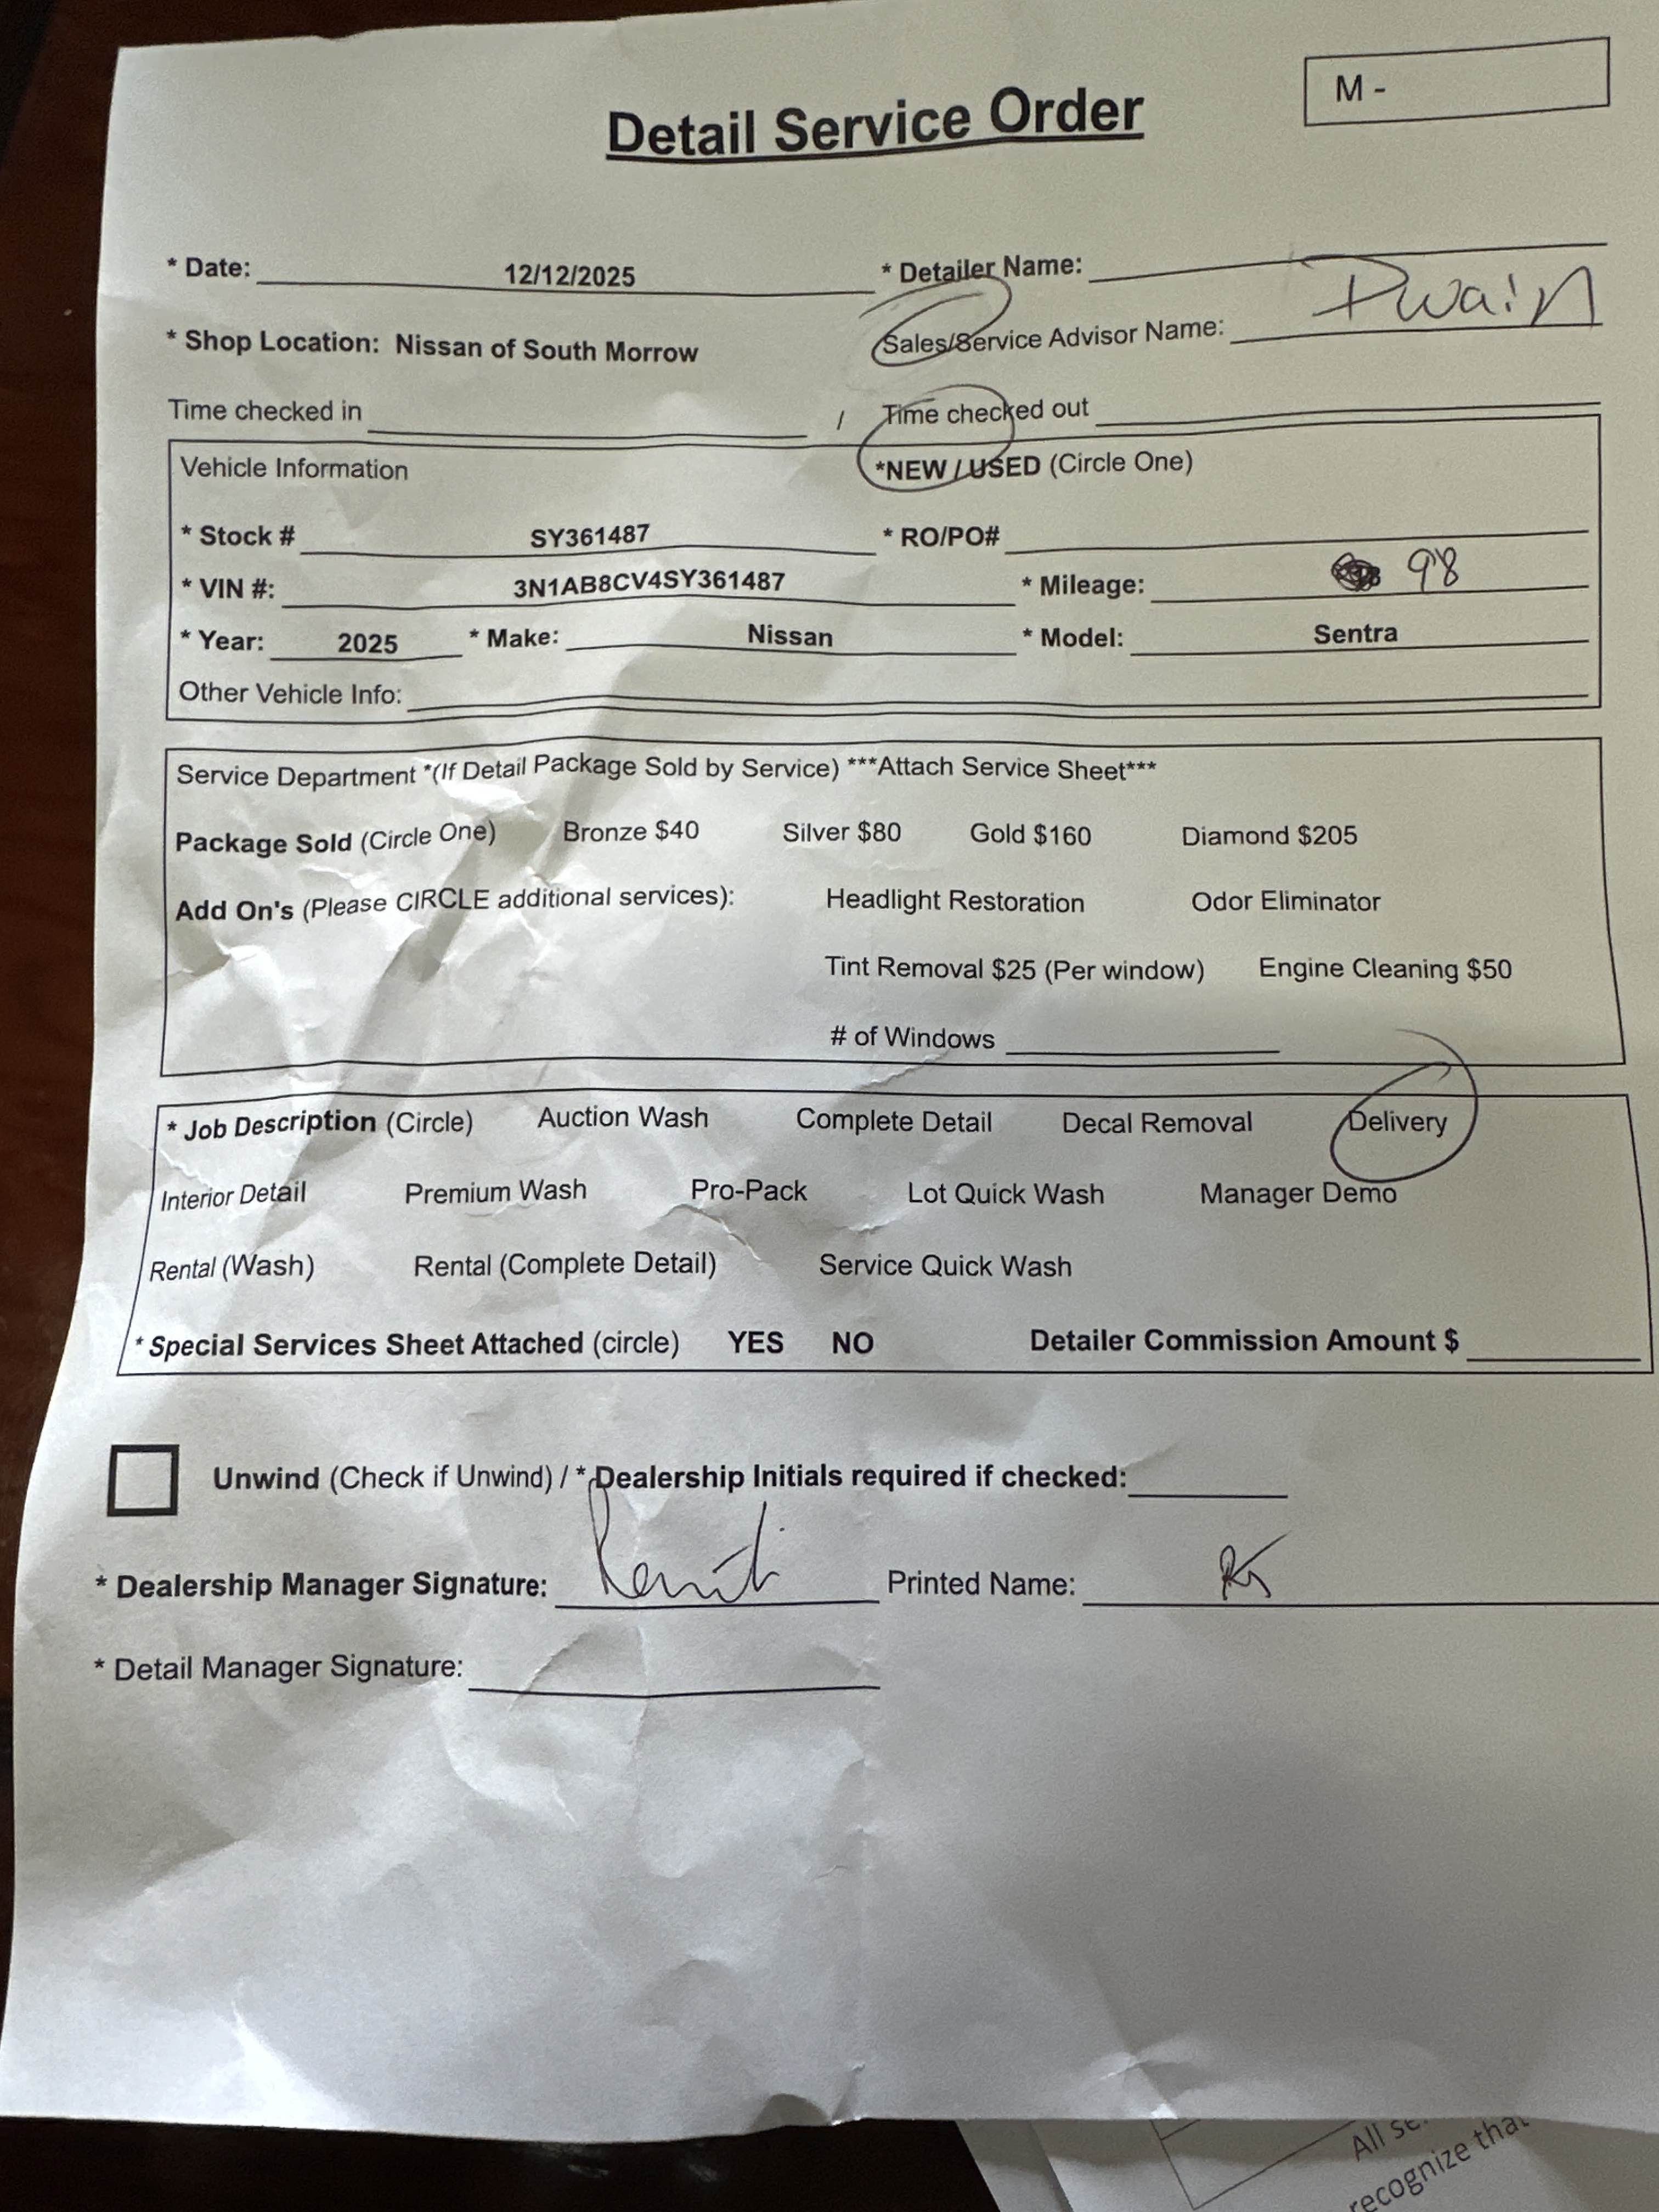 Detail Service Order
M -
* Date: 12/12/2025 * Detailer Name:
* Shop Location: Nissan of South Morrow Sales/Service Advisor Name: Dwain
Time checked in / Time checked out
Vehicle Information *NEW / USED (Circle One)
* Stock # SY361487 * RO/PO#
* VIN #: 3N1AB8CV4SY361487 * Mileage: 98
* Year: 2025 * Make: Nissan * Model: Sentra
Other Vehicle Info:
Service Department *(If Detail Package Sold by Service) ***Attach Service Sheet***
Package Sold (Circle One) Bronze $40 Silver $80 Gold $160 Diamond $205
Add On's (Please CIRCLE additional services): Headlight Restoration Odor Eliminator
Tint Removal $25 (Per window) Engine Cleaning $50
# of Windows
* Job Description (Circle) Auction Wash Complete Detail Decal Removal Delivery
Interior Detail Premium Wash Pro-Pack Lot Quick Wash Manager Demo
Rental (Wash) Rental (Complete Detail) Service Quick Wash
* Special Services Sheet Attached (circle) YES NO Detailer Commission Amount $
Unwind (Check if Unwind) / * Dealership Initials required if checked:
* Dealership Manager Signature: Printed Name:
* Detail Manager Signature:
All
recognize that